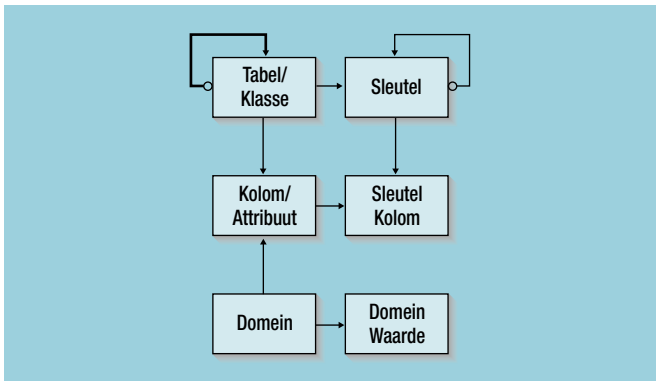 Tabel/
Klasse
Sleutel
Kolom/
Attribuut
Sleutel
Kolom
Domein
Domein
Waarde